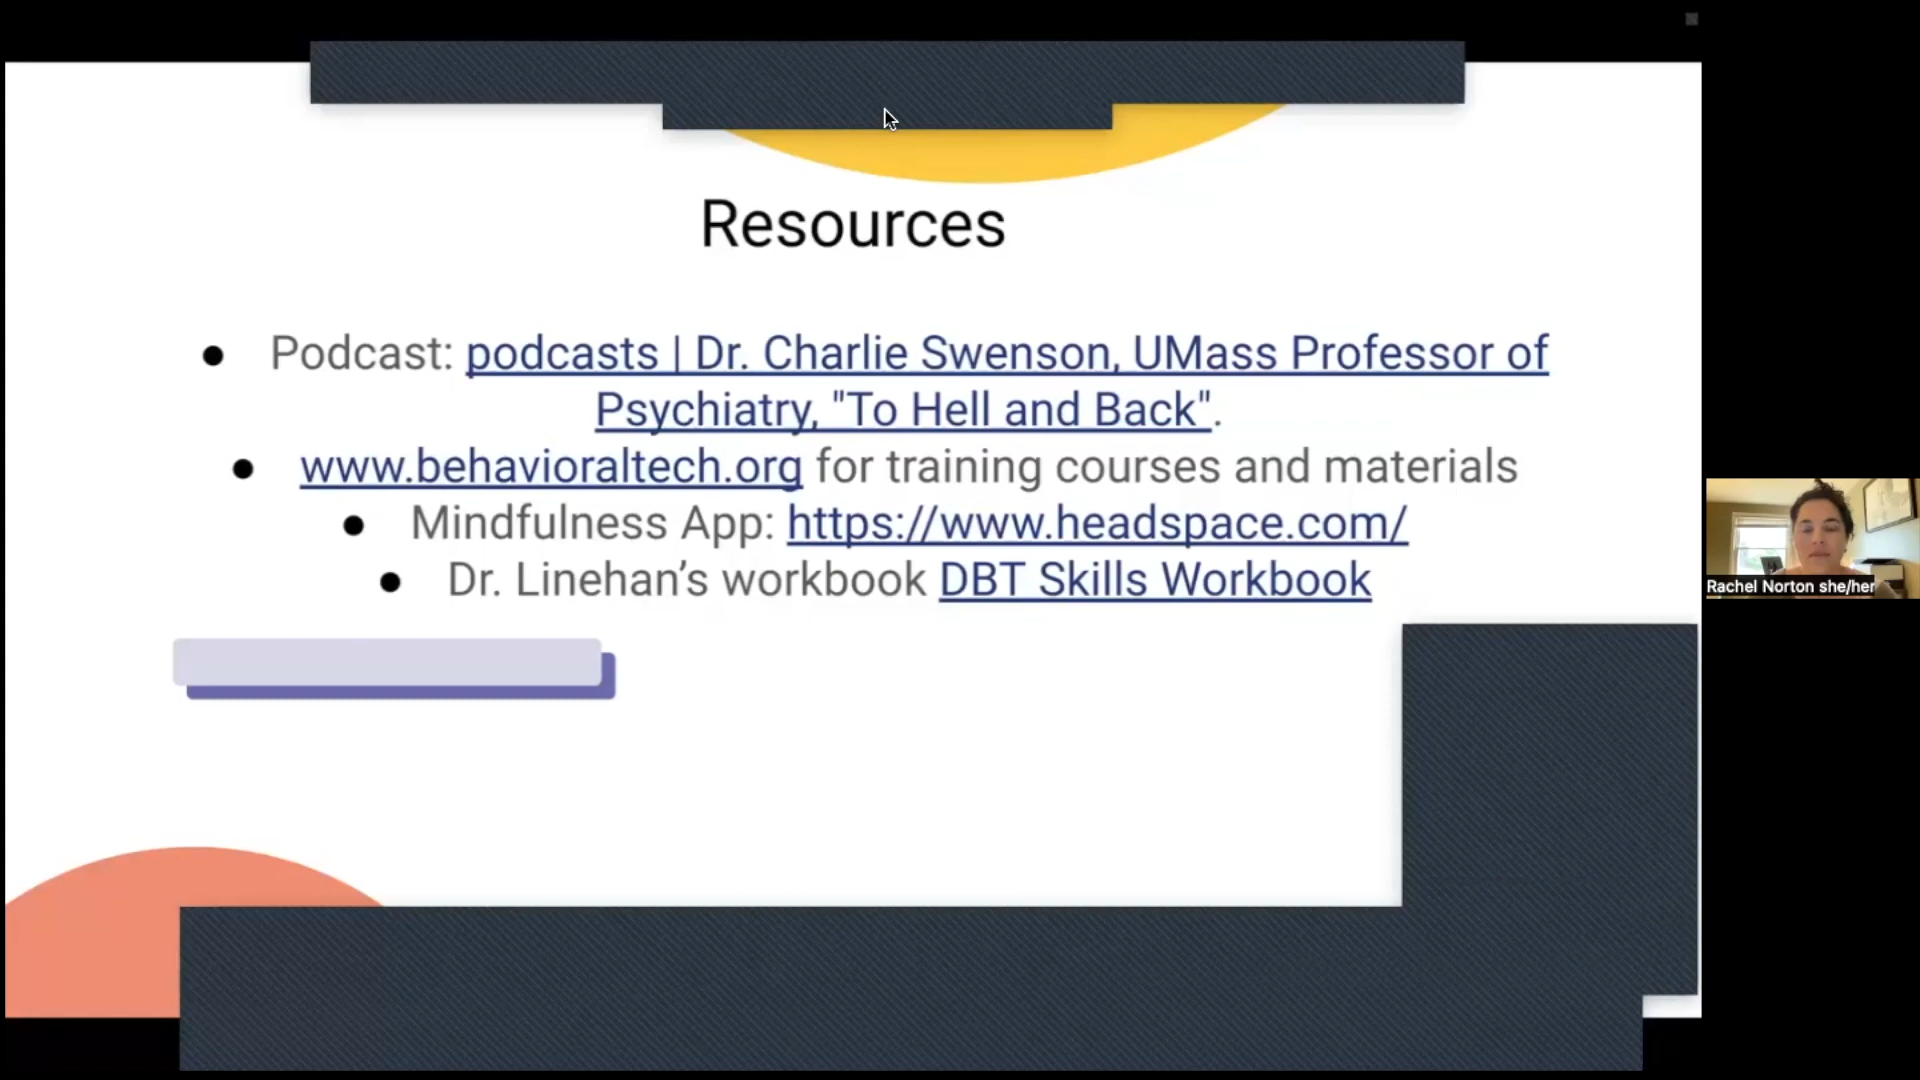 Resources
● Podcast: podcasts | Dr. Charlie Swenson, UMass Professor of
Psychiatry, "To Hell and Back".
● www.behavioraltech.org for training courses and materials
● Mindfulness App: https://www.headspace.com/
● Dr. Linehan’s workbook DBT Skills Workbook
Rachel Norton she/her